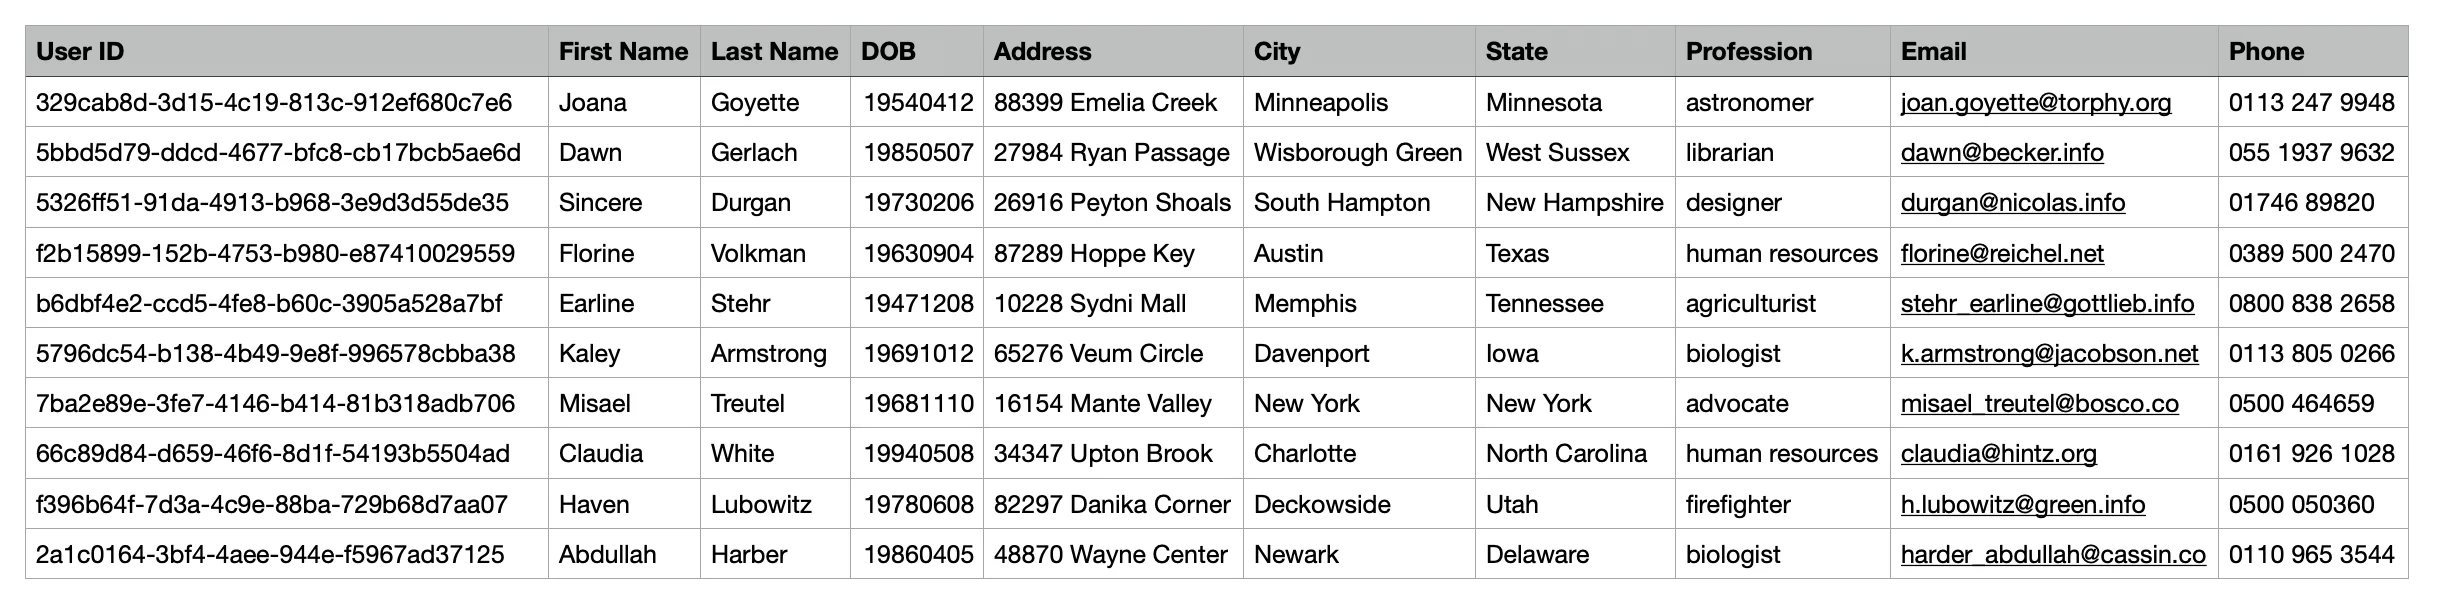 User ID First Name Last Name DOB Address City State Profession Email Phone
329cab8d-3d15-4c19-813c-912ef680c7e6 Joana Goyette 19540412 88399 Emelia Creek Minneapolis Minnesota astronomer joan.goyette@torphy.org 0113 247 9948
5bbd5d79-ddcd-4677-bfc8-cb17bcb5ae6d Dawn Gerlach 19850507 27984 Ryan Passage Wisborough Green West Sussex librarian dawn@becker.info 055 1937 9632
5326ff51-91da-4913-b968-3e9d3d55de35 Sincere Durgan 19730206 26916 Peyton Shoals South Hampton New Hampshire designer durgan@nicolas.info 01746 89820
f2b15899-152b-4753-b980-e87410029559 Florine Volkman 19630904 87289 Hoppe Key Austin Texas human resources florine@reichel.net 0389 500 2470
b6dbf4e2-ccd5-4fe8-b60c-3905a528a7bf Earline Stehr 19471208 10228 Sydni Mall Memphis Tennessee agriculturist stehr_earline@gottlieb.info 0800 838 2658
5796dc54-b138-4b49-9e8f-996578cbba38 Kaley Armstrong 19691012 65276 Veum Circle Davenport Iowa biologist k.armstrong@jacobson.net 0113 805 0266
7ba2e89e-3fe7-4146-b414-81b318adb706 Misael Treutel 19681110 16154 Mante Valley New York New York advocate misael_treutel@bosco.co 0500 464659
66c89d84-d659-46f6-8d1f-54193b5504ad Claudia White 19940508 34347 Upton Brook Charlotte North Carolina human resources claudia@hintz.org 0161 926 1028
f396b64f-7d3a-4c9e-88ba-729b68d7aa07 Haven Lubowitz 19780608 82297 Danika Corner Deckowside Utah firefighter h.lubowitz@green.info 0500 050360
2a1c0164-3bf4-4aee-944e-f5967ad37125 Abdullah Harber 19860405 48870 Wayne Center Newark Delaware biologist harder_abdullah@cassin.co 0110 965 3544